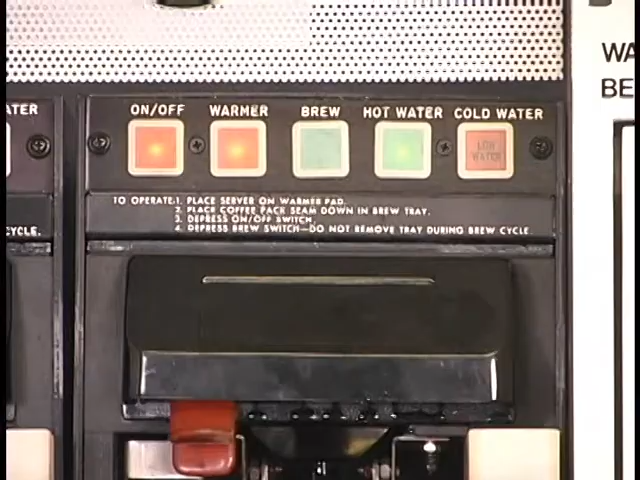 ATER
ON/OFF WARMER BREW HOT WATER COLD WATER
LOW
WATER
TO OPERATE: 1. PLACE SERVER ON WARMER PAD.
2. PLACE COFFEE PACK SEAM DOWN IN BREW TRAY.
3. DEPRESS ON/OFF SWITCH
4. DEPRESS BREW SWITCH—DO NOT REMOVE TRAY DURING BREW CYCLE.
CYCLE.
WA
BE